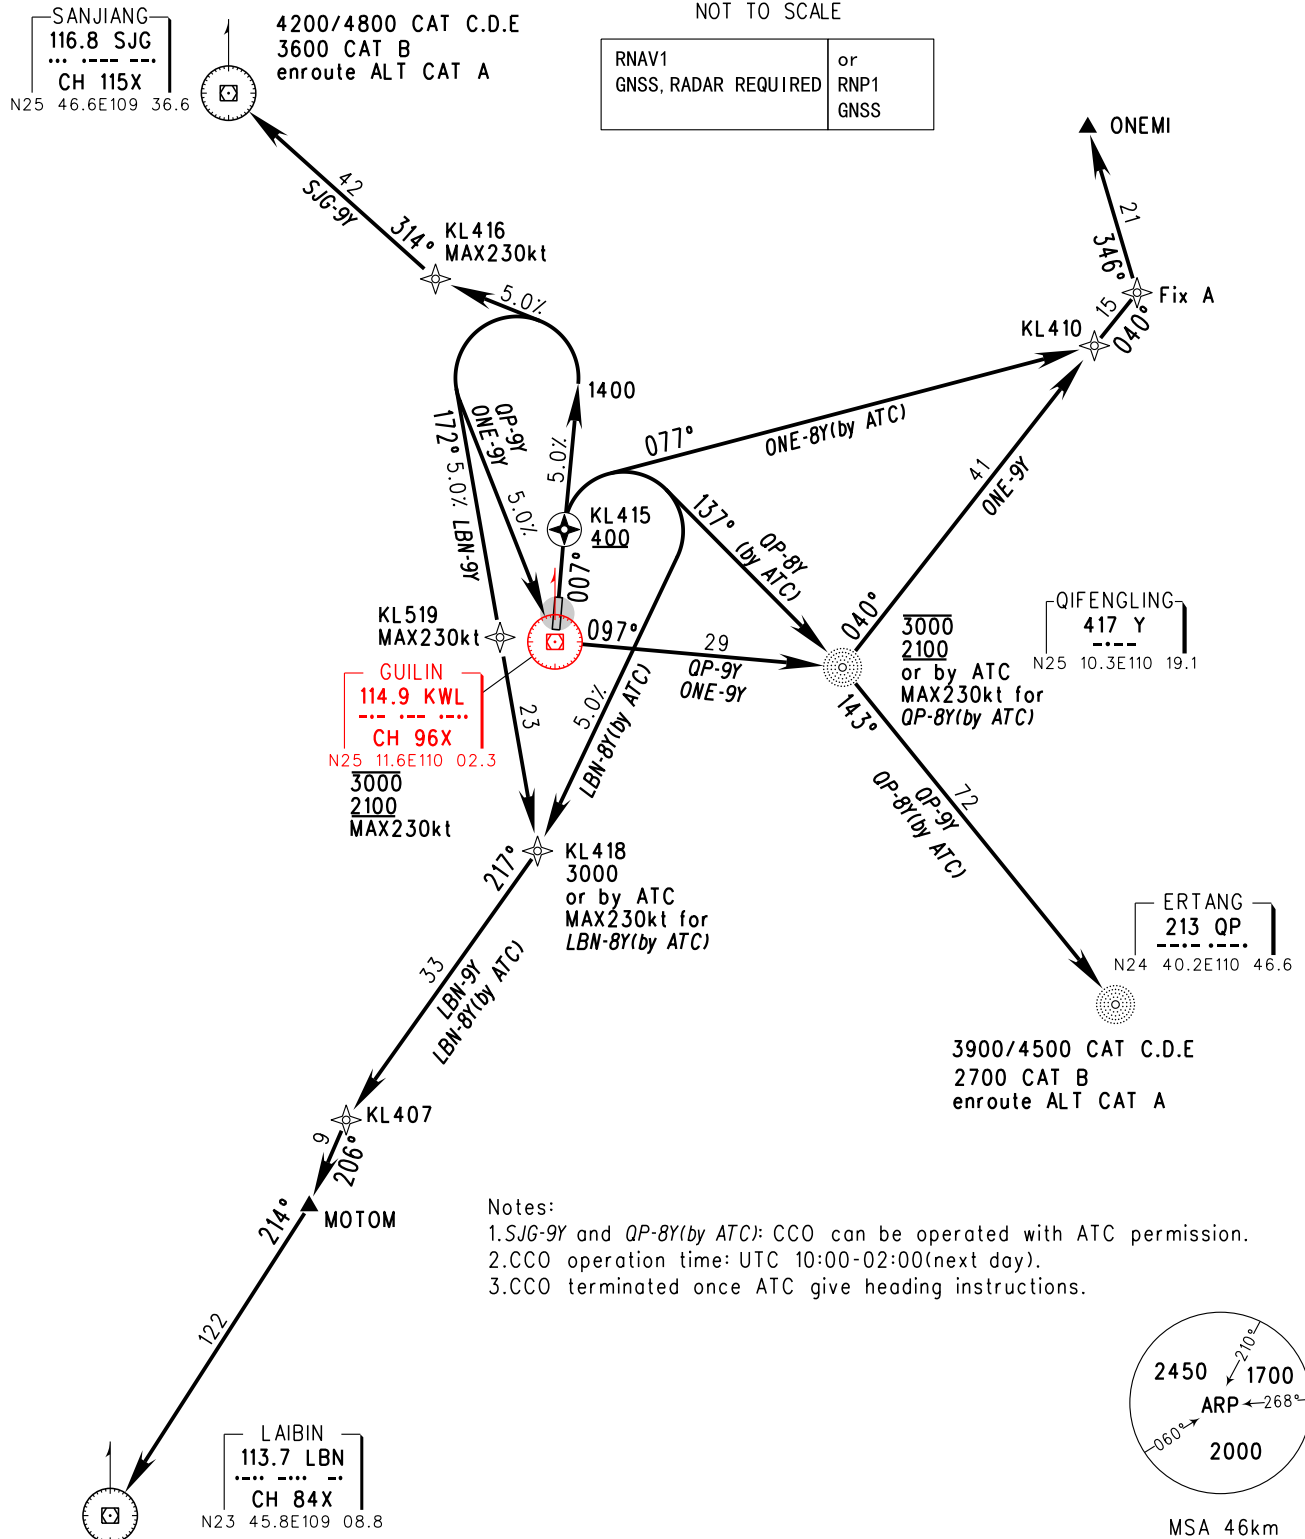 SANJIANG
116.8 SJG
CH 115X
N25 46.6E109 36.6
4200/4800 CAT C.D.E
3600 CAT B
enroute ALT CAT A
NOT TO SCALE
RNAV1
GNSS, RADAR REQUIRED
or
RNP1
GNSS
ONEMI
21
346°
Fix A
15
040°
KL410
42
SJG-9Y
314°
KL416
MAX230kt
5.0%
1400
5.0%
QP-9Y
ONE-9Y
5.0%
172°
5.0%
LBN-9Y
077°
ONE-8Y(by ATC)
41
ONE-9Y
KL415
400
137°
(by ATC)
QP-8Y
007°
KL519
MAX230kt
097°
29
QP-9Y
ONE-9Y
040°
3000
2100
or by ATC
MAX230kt for
QP-8Y(by ATC)
QIFENGLING
417 Y
N25 10.3E110 19.1
GUILIN
114.9 KWL
CH 96X
N25 11.6E110 02.3
3000
2100
MAX230kt
23
5.0%
LBN-8Y(by ATC)
143°
72
QP-9Y
QP-8Y(by ATC)
217°
KL418
3000
or by ATC
MAX230kt for
LBN-8Y(by ATC)
33
LBN-9Y
LBN-8Y(by ATC)
ERTANG
213 QP
N24 40.2E110 46.6
3900/4500 CAT C.D.E
2700 CAT B
enroute ALT CAT A
KL407
9
206°
MOTOM
214°
122
Notes:
1.SJG-9Y and QP-8Y(by ATC): CCO can be operated with ATC permission.
2.CCO operation time: UTC 10:00-02:00(next day).
3.CCO terminated once ATC give heading instructions.
LAIBIN
113.7 LBN
CH 84X
N23 45.8E109 08.8
2450
210°
1700
ARP
268°
060°
2000
MSA 46km